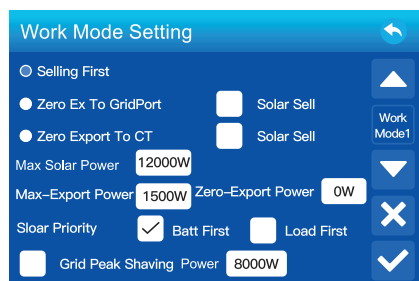 Work Mode Setting
Selling First
Zero Ex To GridPort Solar Sell
Zero Export To CT Solar Sell
Work
Mode1
Max Solar Power 12000W
Max-Export Power 1500W Zero-Export Power 0W
Sloar Priority Batt First Load First
Grid Peak Shaving Power 8000W